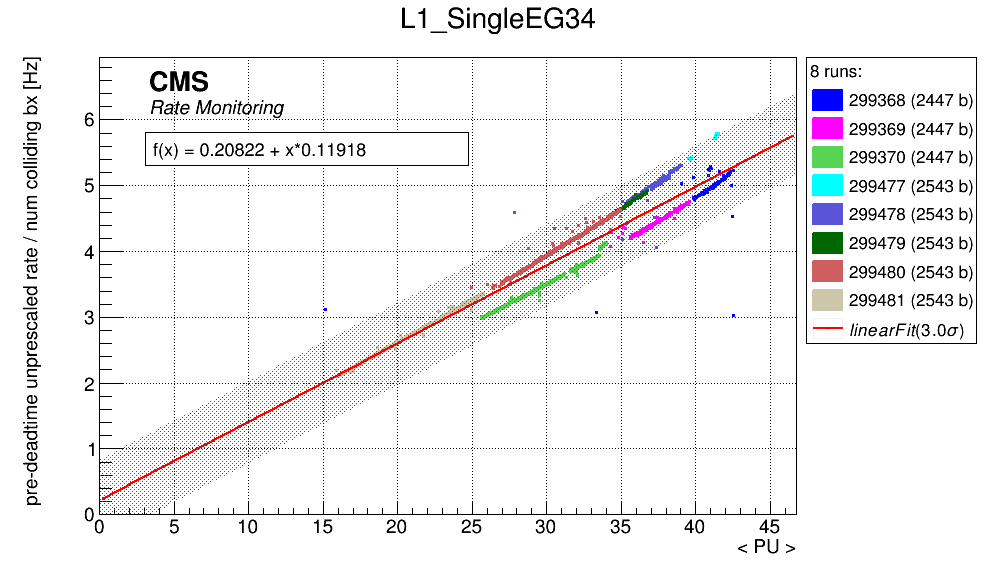 L1_SingleEG34
pre-deadtime unprescaled rate / num colliding bx [Hz]
CMS
Rate Monitoring
f(x) = 0.20822 + x*0.11918
6
5
4
3
2
1
0
0 5 10 15 20 25 30 35 40 45
< PU >
8 runs:
299368 (2447 b)
299369 (2447 b)
299370 (2447 b)
299477 (2543 b)
299478 (2543 b)
299479 (2543 b)
299480 (2543 b)
299481 (2543 b)
linearFit(3.0σ)